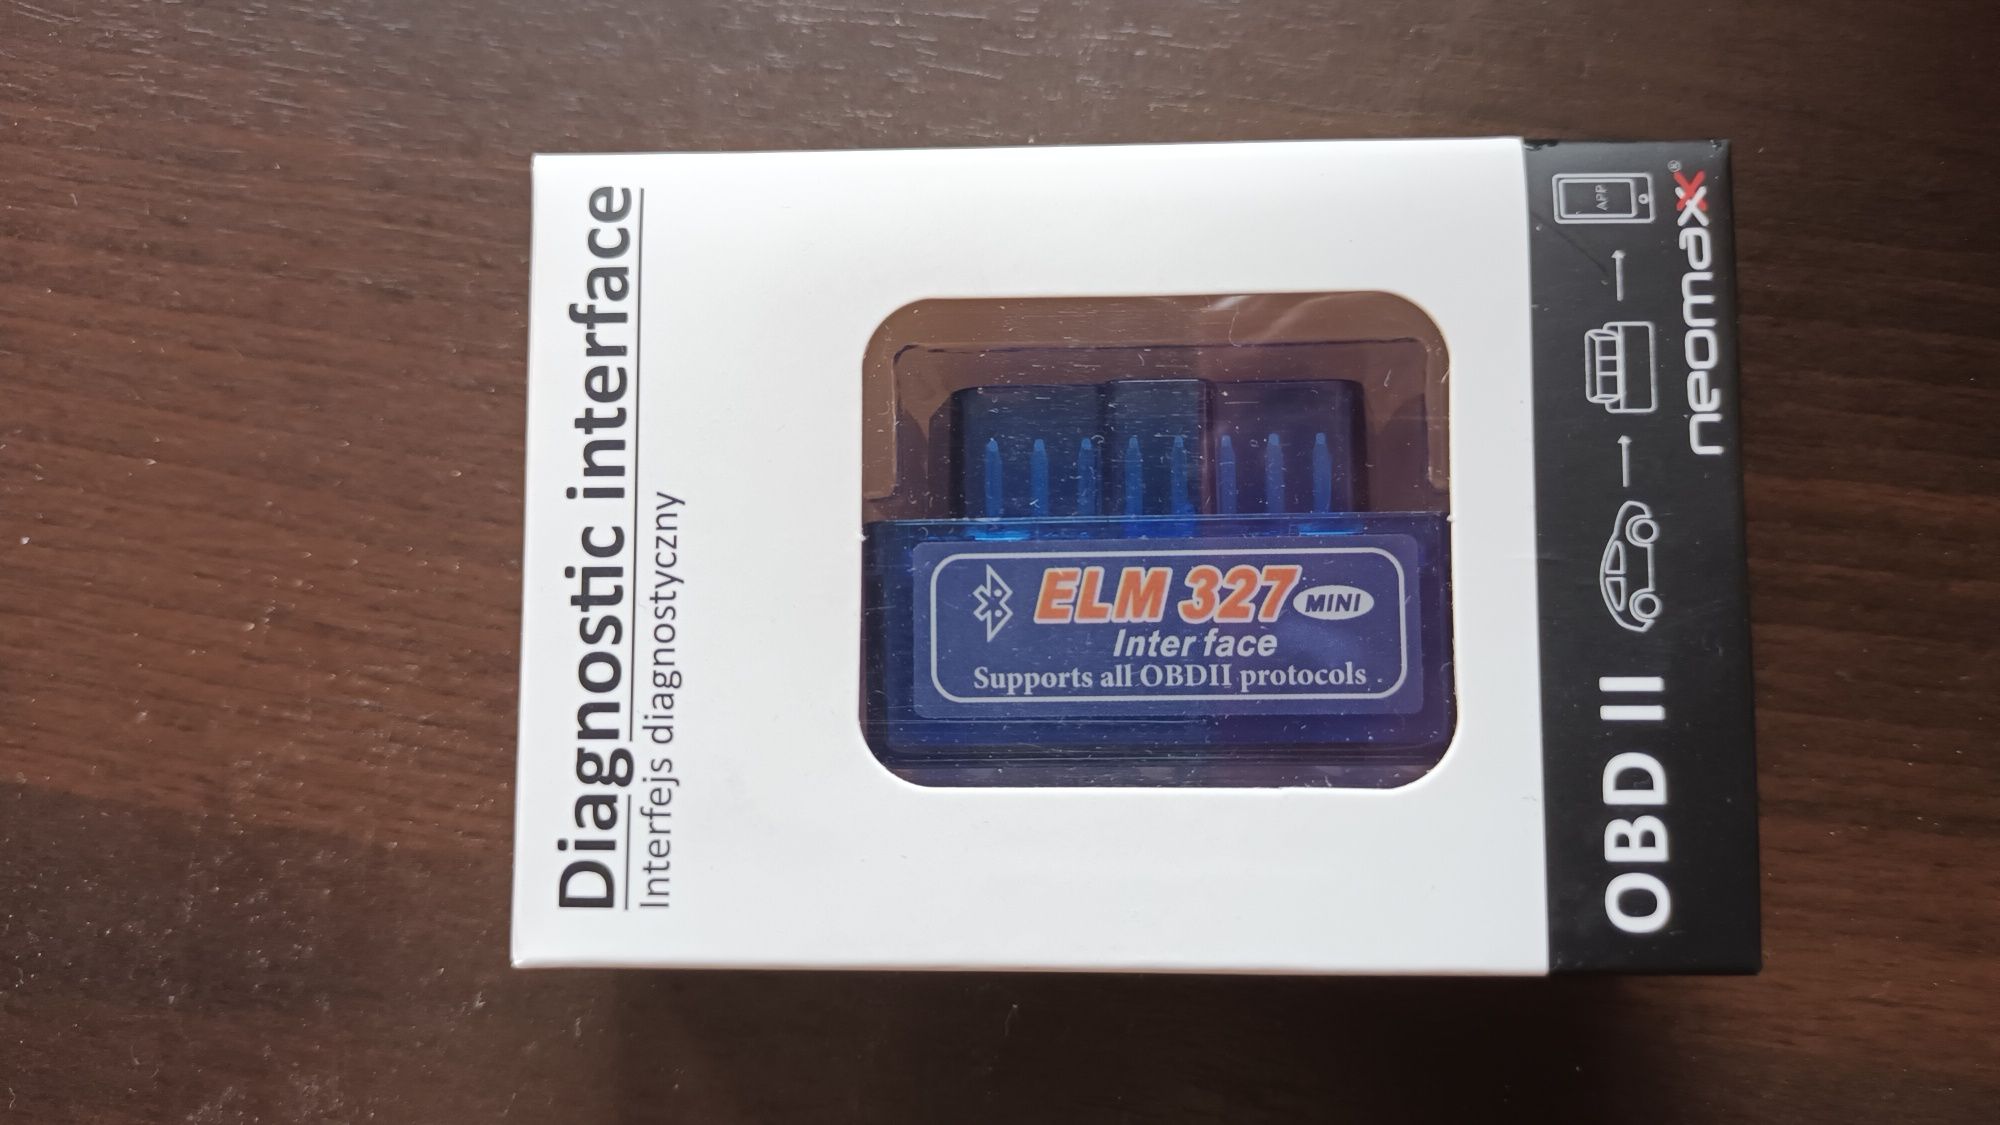 Diagnostic interface
Interfejs diagnostyczny
ELM 327 MINI
Inter face
Supports all OBDII protocols
OBD II
APP
neomaxx®